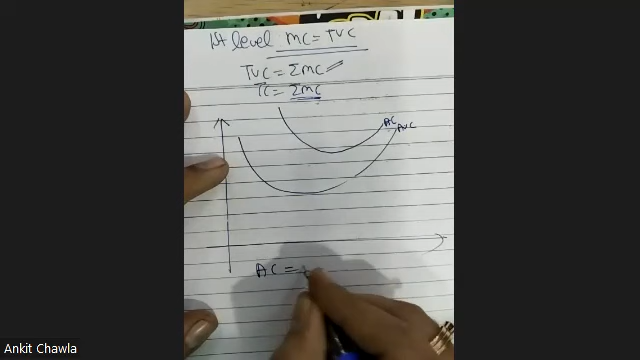 1st level MC = TVC
TVC = ΣMC
TC = ΣMC
AC
AVC
AC =
Ankit Chawla